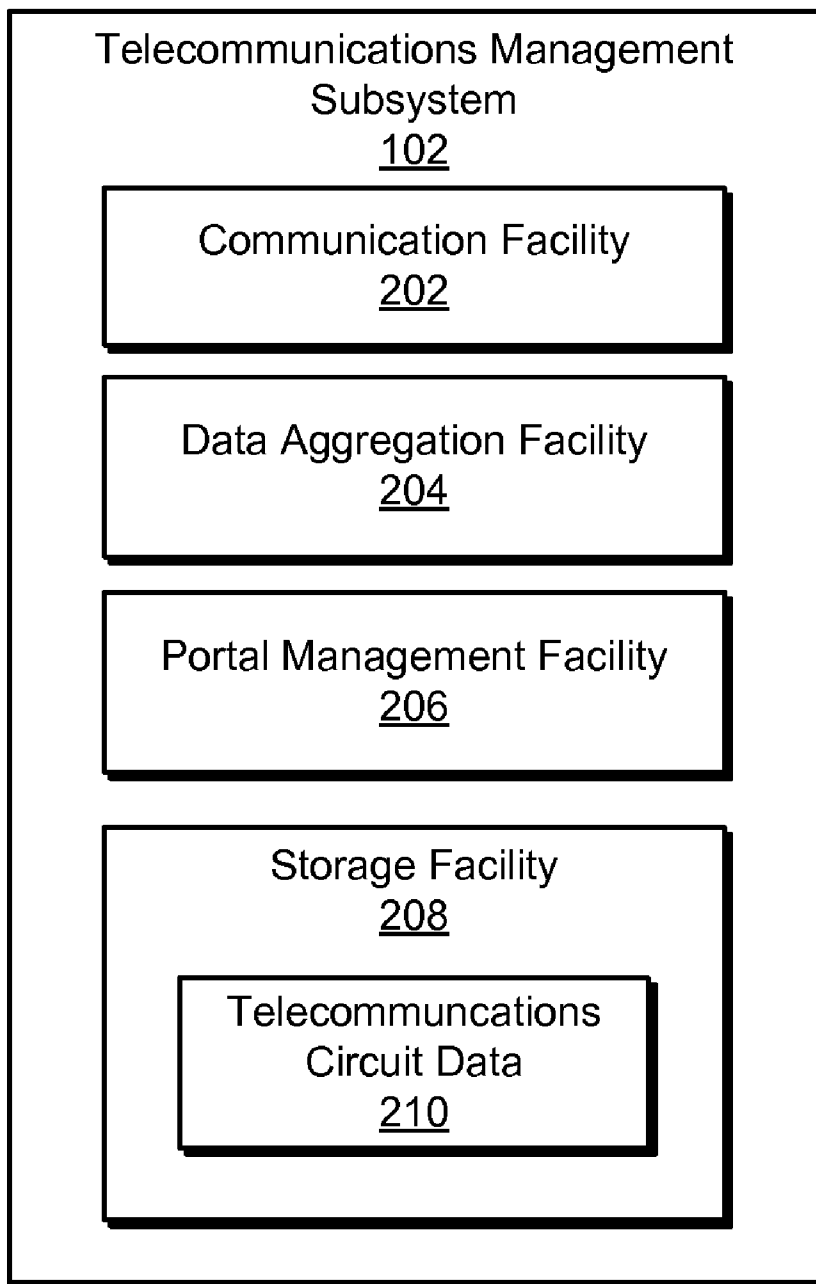 Telecommunications Management
Subsystem
102
Communication Facility
202
Data Aggregation Facility
204
Portal Management Facility
206
Storage Facility
208
Telecommuncations
Circuit Data
210